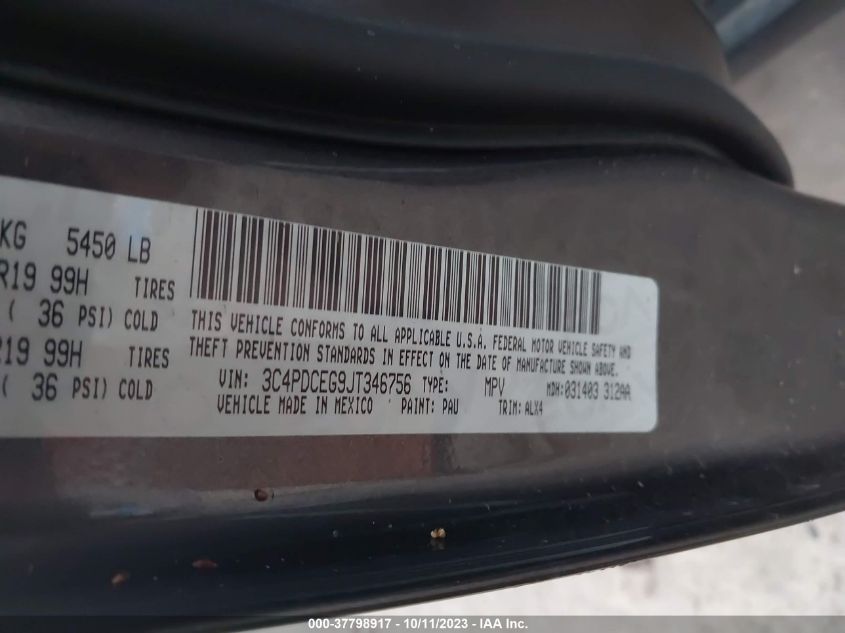 KG 5450 LB
R19 99H TIRES
( 36 PSI) COLD
R19 99H TIRES
( 36 PSI) COLD
THIS VEHICLE CONFORMS TO ALL APPLICABLE U.S.A. FEDERAL MOTOR VEHICLE SAFETY AND
THEFT PREVENTION STANDARDS IN EFFECT ON THE DATE OF MANUFACTURE SHOWN ABOVE.
VIN: 3C4PDCEG9JT346756 TYPE: MPV MDH:031403 312AA
VEHICLE MADE IN MEXICO PAINT: PAU TRIM: ALX4
000-37798917 - 10/11/2023 - IAA Inc.